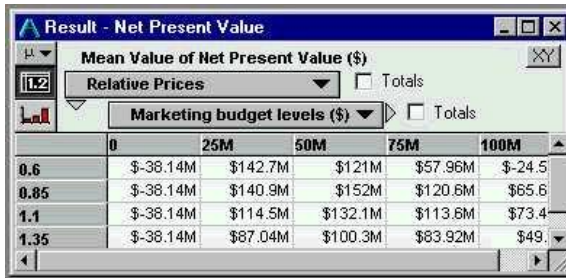 Result - Net Present Value
μ Mean Value of Net Present Value ($) XY
1.2 Relative Prices Totals
Marketing budget levels ($) Totals
0 25M 50M 75M 100M
0.6 $-38.14M $142.7M $121M $57.96M $-24.5
0.85 $-38.14M $140.9M $152M $120.6M $65.6
1.1 $-38.14M $114.5M $132.1M $113.6M $73.4
1.35 $-38.14M $87.04M $100.3M $83.92M $49.